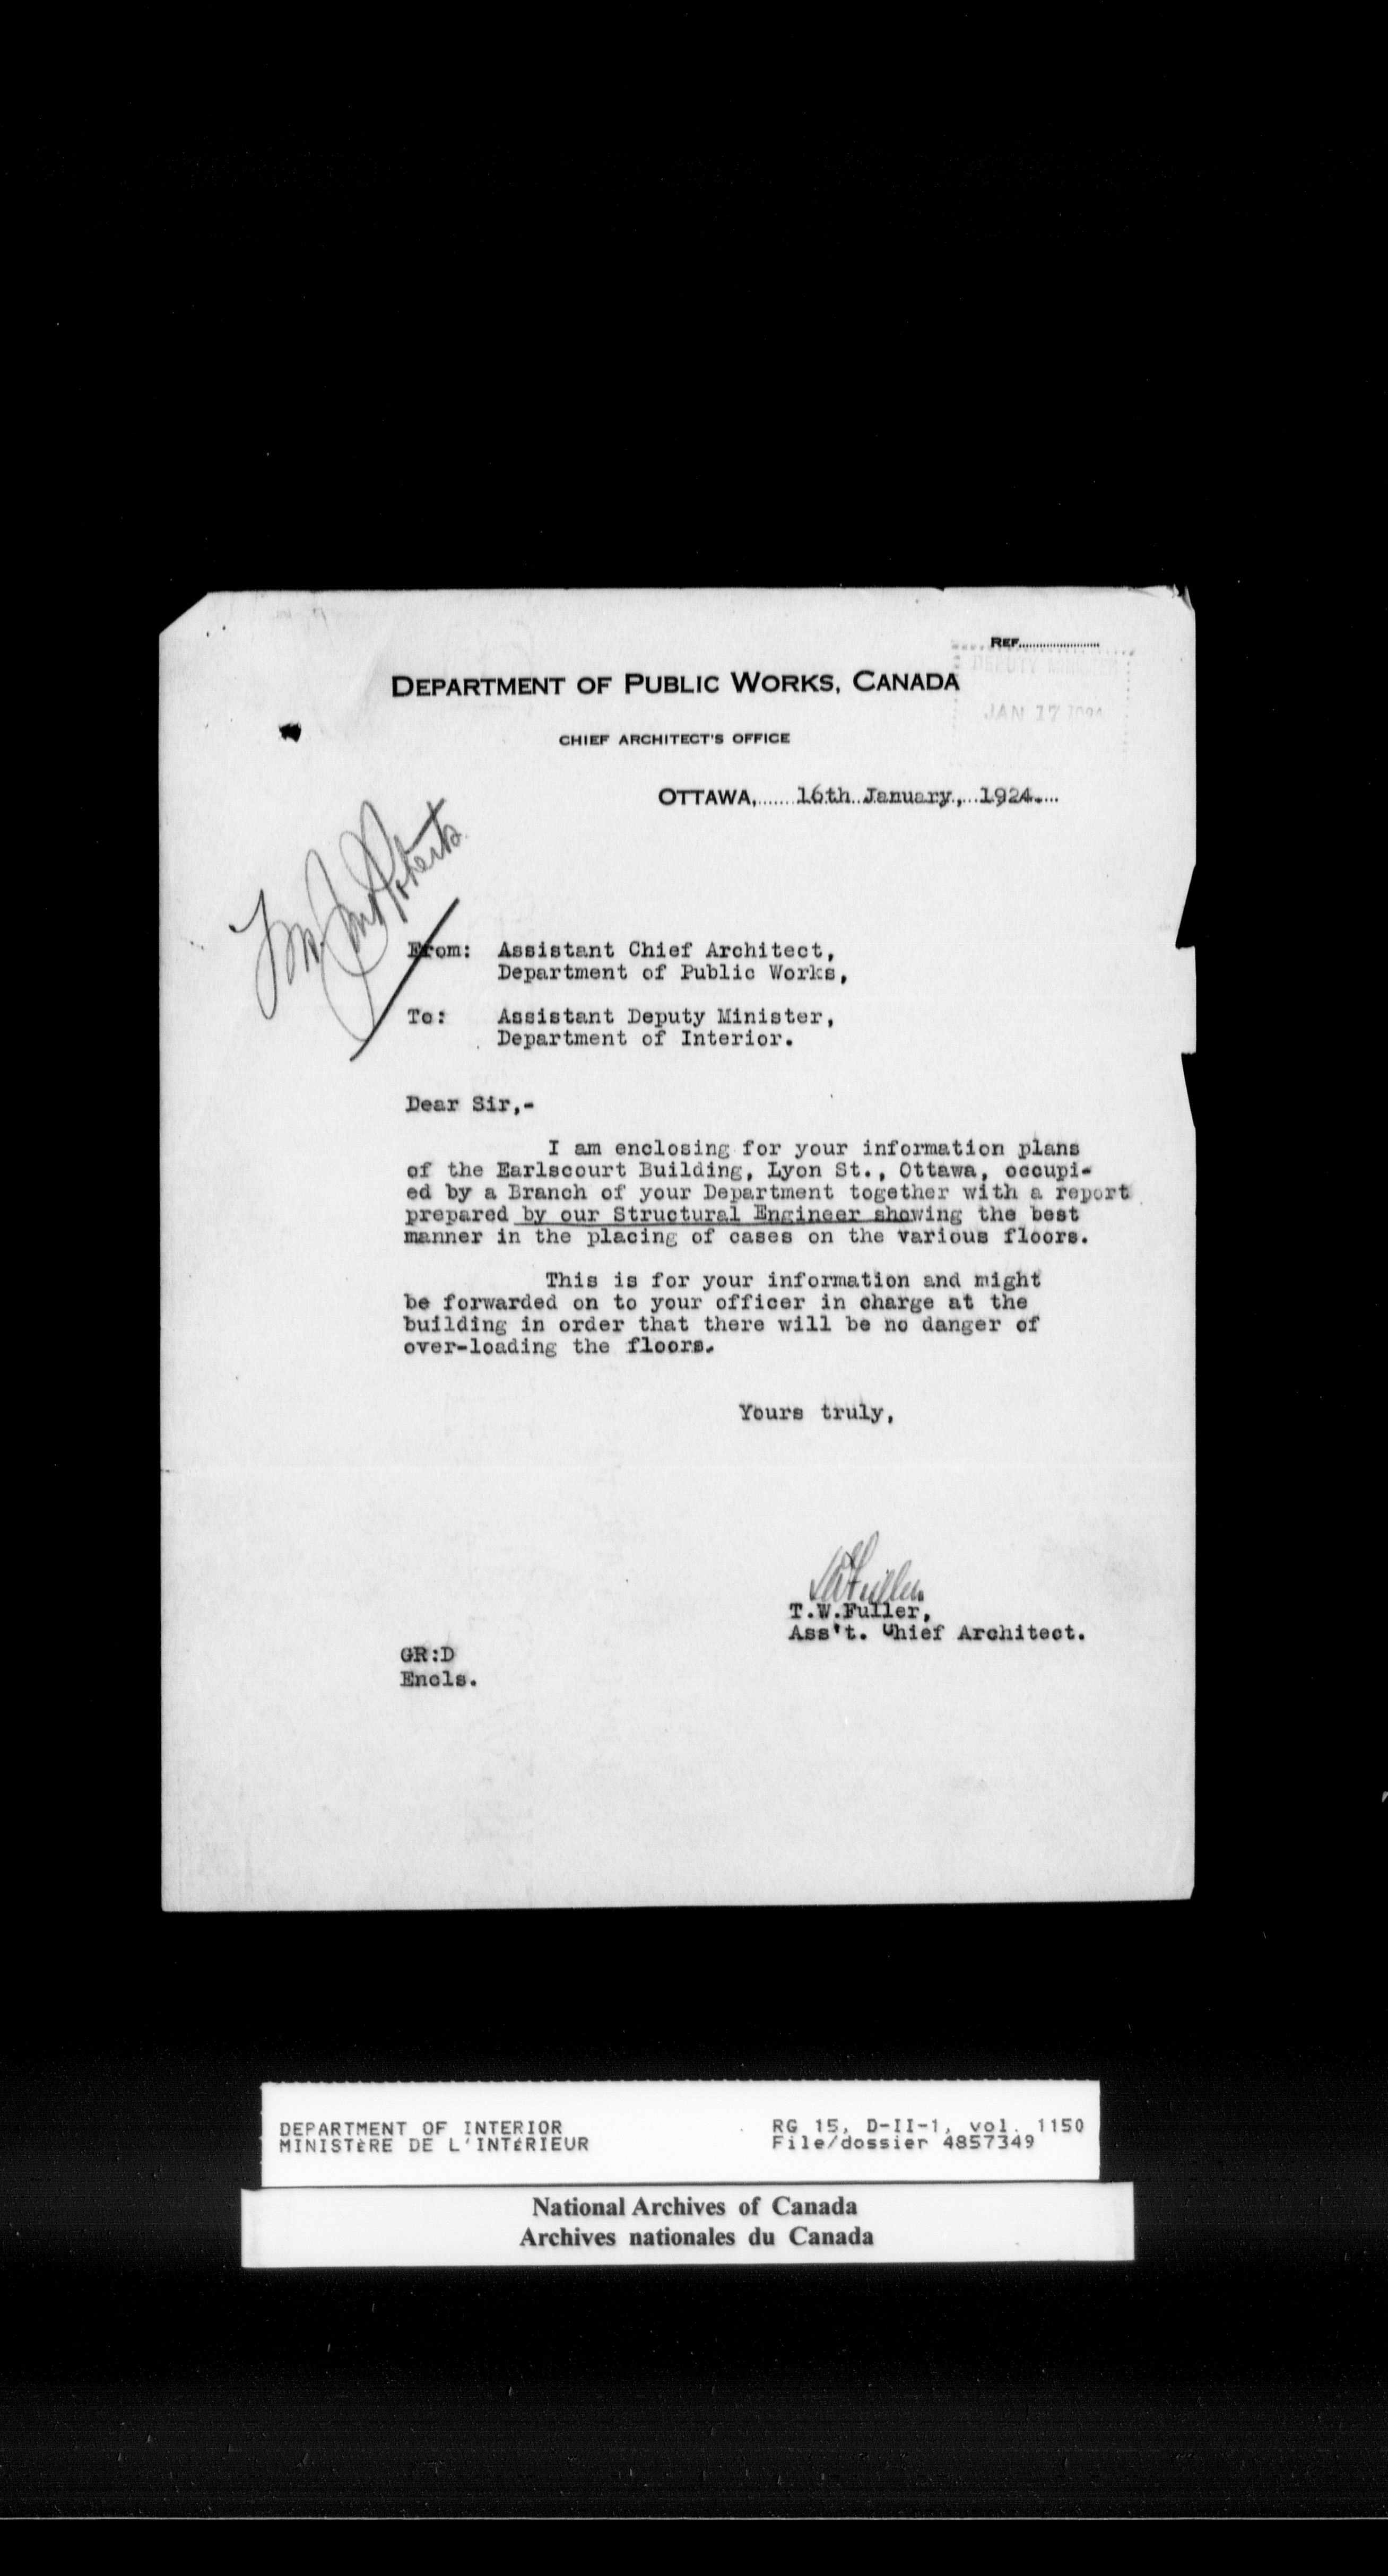 REF.......................
DEPUTY MINISTER
JAN 17 1924
DEPARTMENT OF PUBLIC WORKS, CANADA
CHIEF ARCHITECT'S OFFICE
OTTAWA,.......16th January, 1924.....
From: Assistant Chief Architect,
Department of Public Works,
To: Assistant Deputy Minister,
Department of Interior.
Dear Sir,-
I am enclosing for your information plans
of the Earlscourt Building, Lyon St., Ottawa, occupi-
ed by a Branch of your Department together with a report
prepared by our Structural Engineer showing the best
manner in the placing of cases on the various floors.
This is for your information and might
be forwarded on to your officer in charge at the
building in order that there will be no danger of
over-loading the floors.
Yours truly,
T.W.Fuller,
Ass't. Chief Architect.
GR:D
Encls.
DEPARTMENT OF INTERIOR
MINISTÈRE DE L'INTÉRIEUR
RG 15, D-II-1, vol. 1150
File/dossier 4857349
National Archives of Canada
Archives nationales du Canada